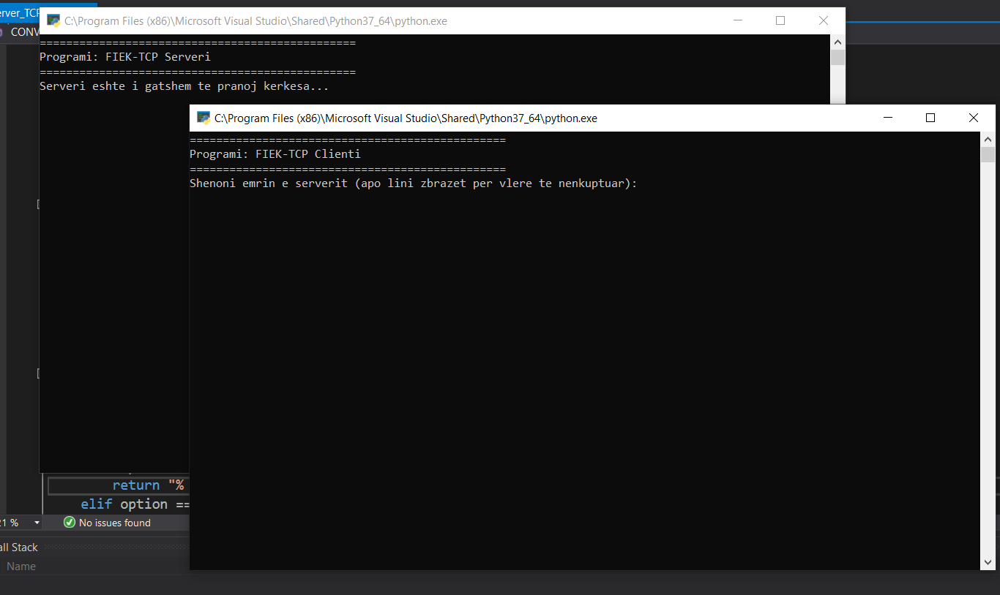 erver_TCP
CONV
C:\Program Files (x86)\Microsoft Visual Studio\Shared\Python37_64\python.exe
================================================
Programi: FIEK-TCP Serveri
================================================
Serveri eshte i gatshem te pranoj kerkesa...
C:\Program Files (x86)\Microsoft Visual Studio\Shared\Python37_64\python.exe
================================================
Programi: FIEK-TCP Clienti
================================================
Shenoni emrin e serverit (apo lini zbrazet per vlere te nenkuptuar):
return "%
elif option ==
21 %
No issues found
all Stack
Name